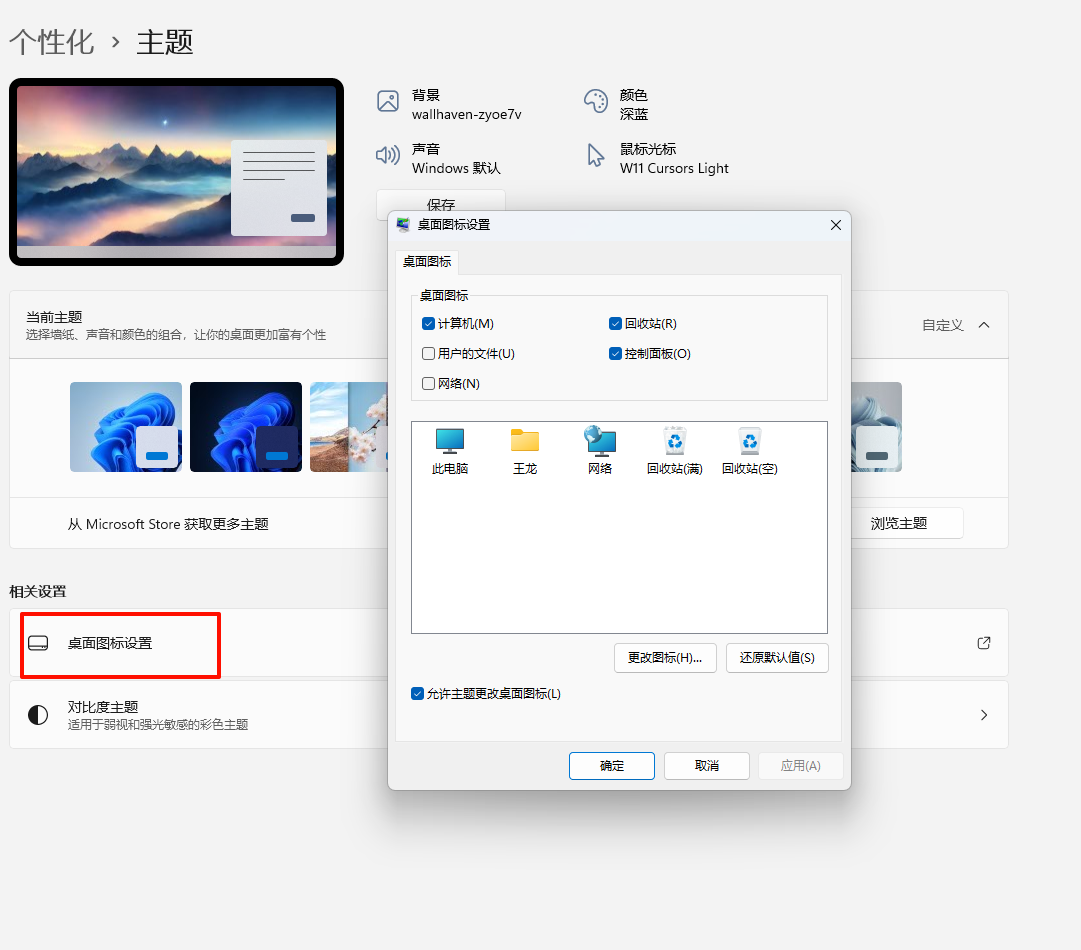 个性化 › 主题
背景
wallhaven-zyoe7v
颜色
深蓝
声音
Windows 默认
鼠标光标
W11 Cursors Light
保存
当前主题
选择墙纸、声音和颜色的组合，让你的桌面更加富有个性
自定义
从 Microsoft Store 获取更多主题
浏览主题
相关设置
桌面图标设置
对比度主题
适用于弱视和强光敏感的彩色主题
桌面图标设置
桌面图标
桌面图标
计算机(M)
回收站(R)
用户的文件(U)
控制面板(O)
网络(N)
此电脑
王龙
网络
回收站(满)
回收站(空)
更改图标(H)...
还原默认值(S)
允许主题更改桌面图标(L)
确定
取消
应用(A)